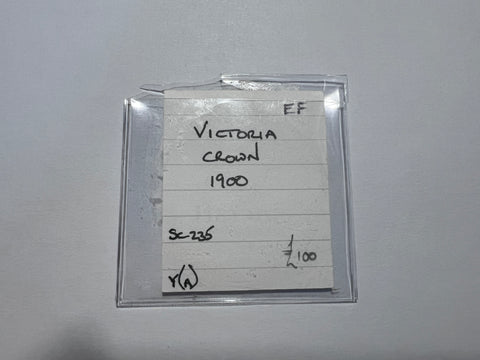 EF
VICTORIA
CROWN
1900
SC-235
£100
Y(A)